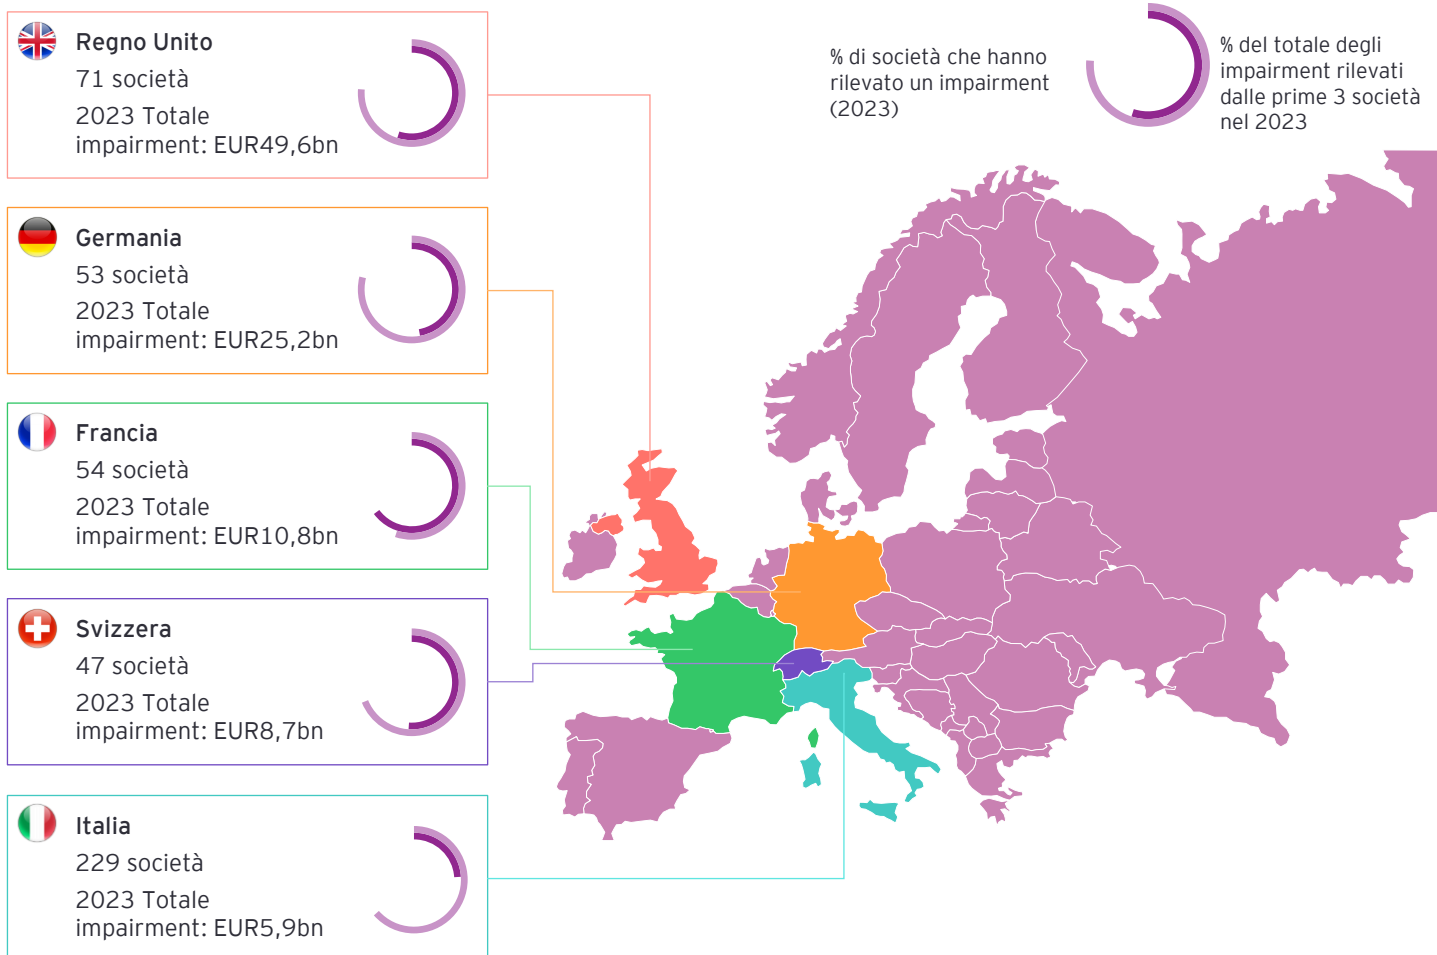 Regno Unito
71 società
2023 Totale
impairment: EUR49,6bn
% di società che hanno
rilevato un impairment
(2023)
% del totale degli
impairment rilevati
dalle prime 3 società
nel 2023
Germania
53 società
2023 Totale
impairment: EUR25,2bn
Francia
54 società
2023 Totale
impairment: EUR10,8bn
Svizzera
47 società
2023 Totale
impairment: EUR8,7bn
Italia
229 società
2023 Totale
impairment: EUR5,9bn